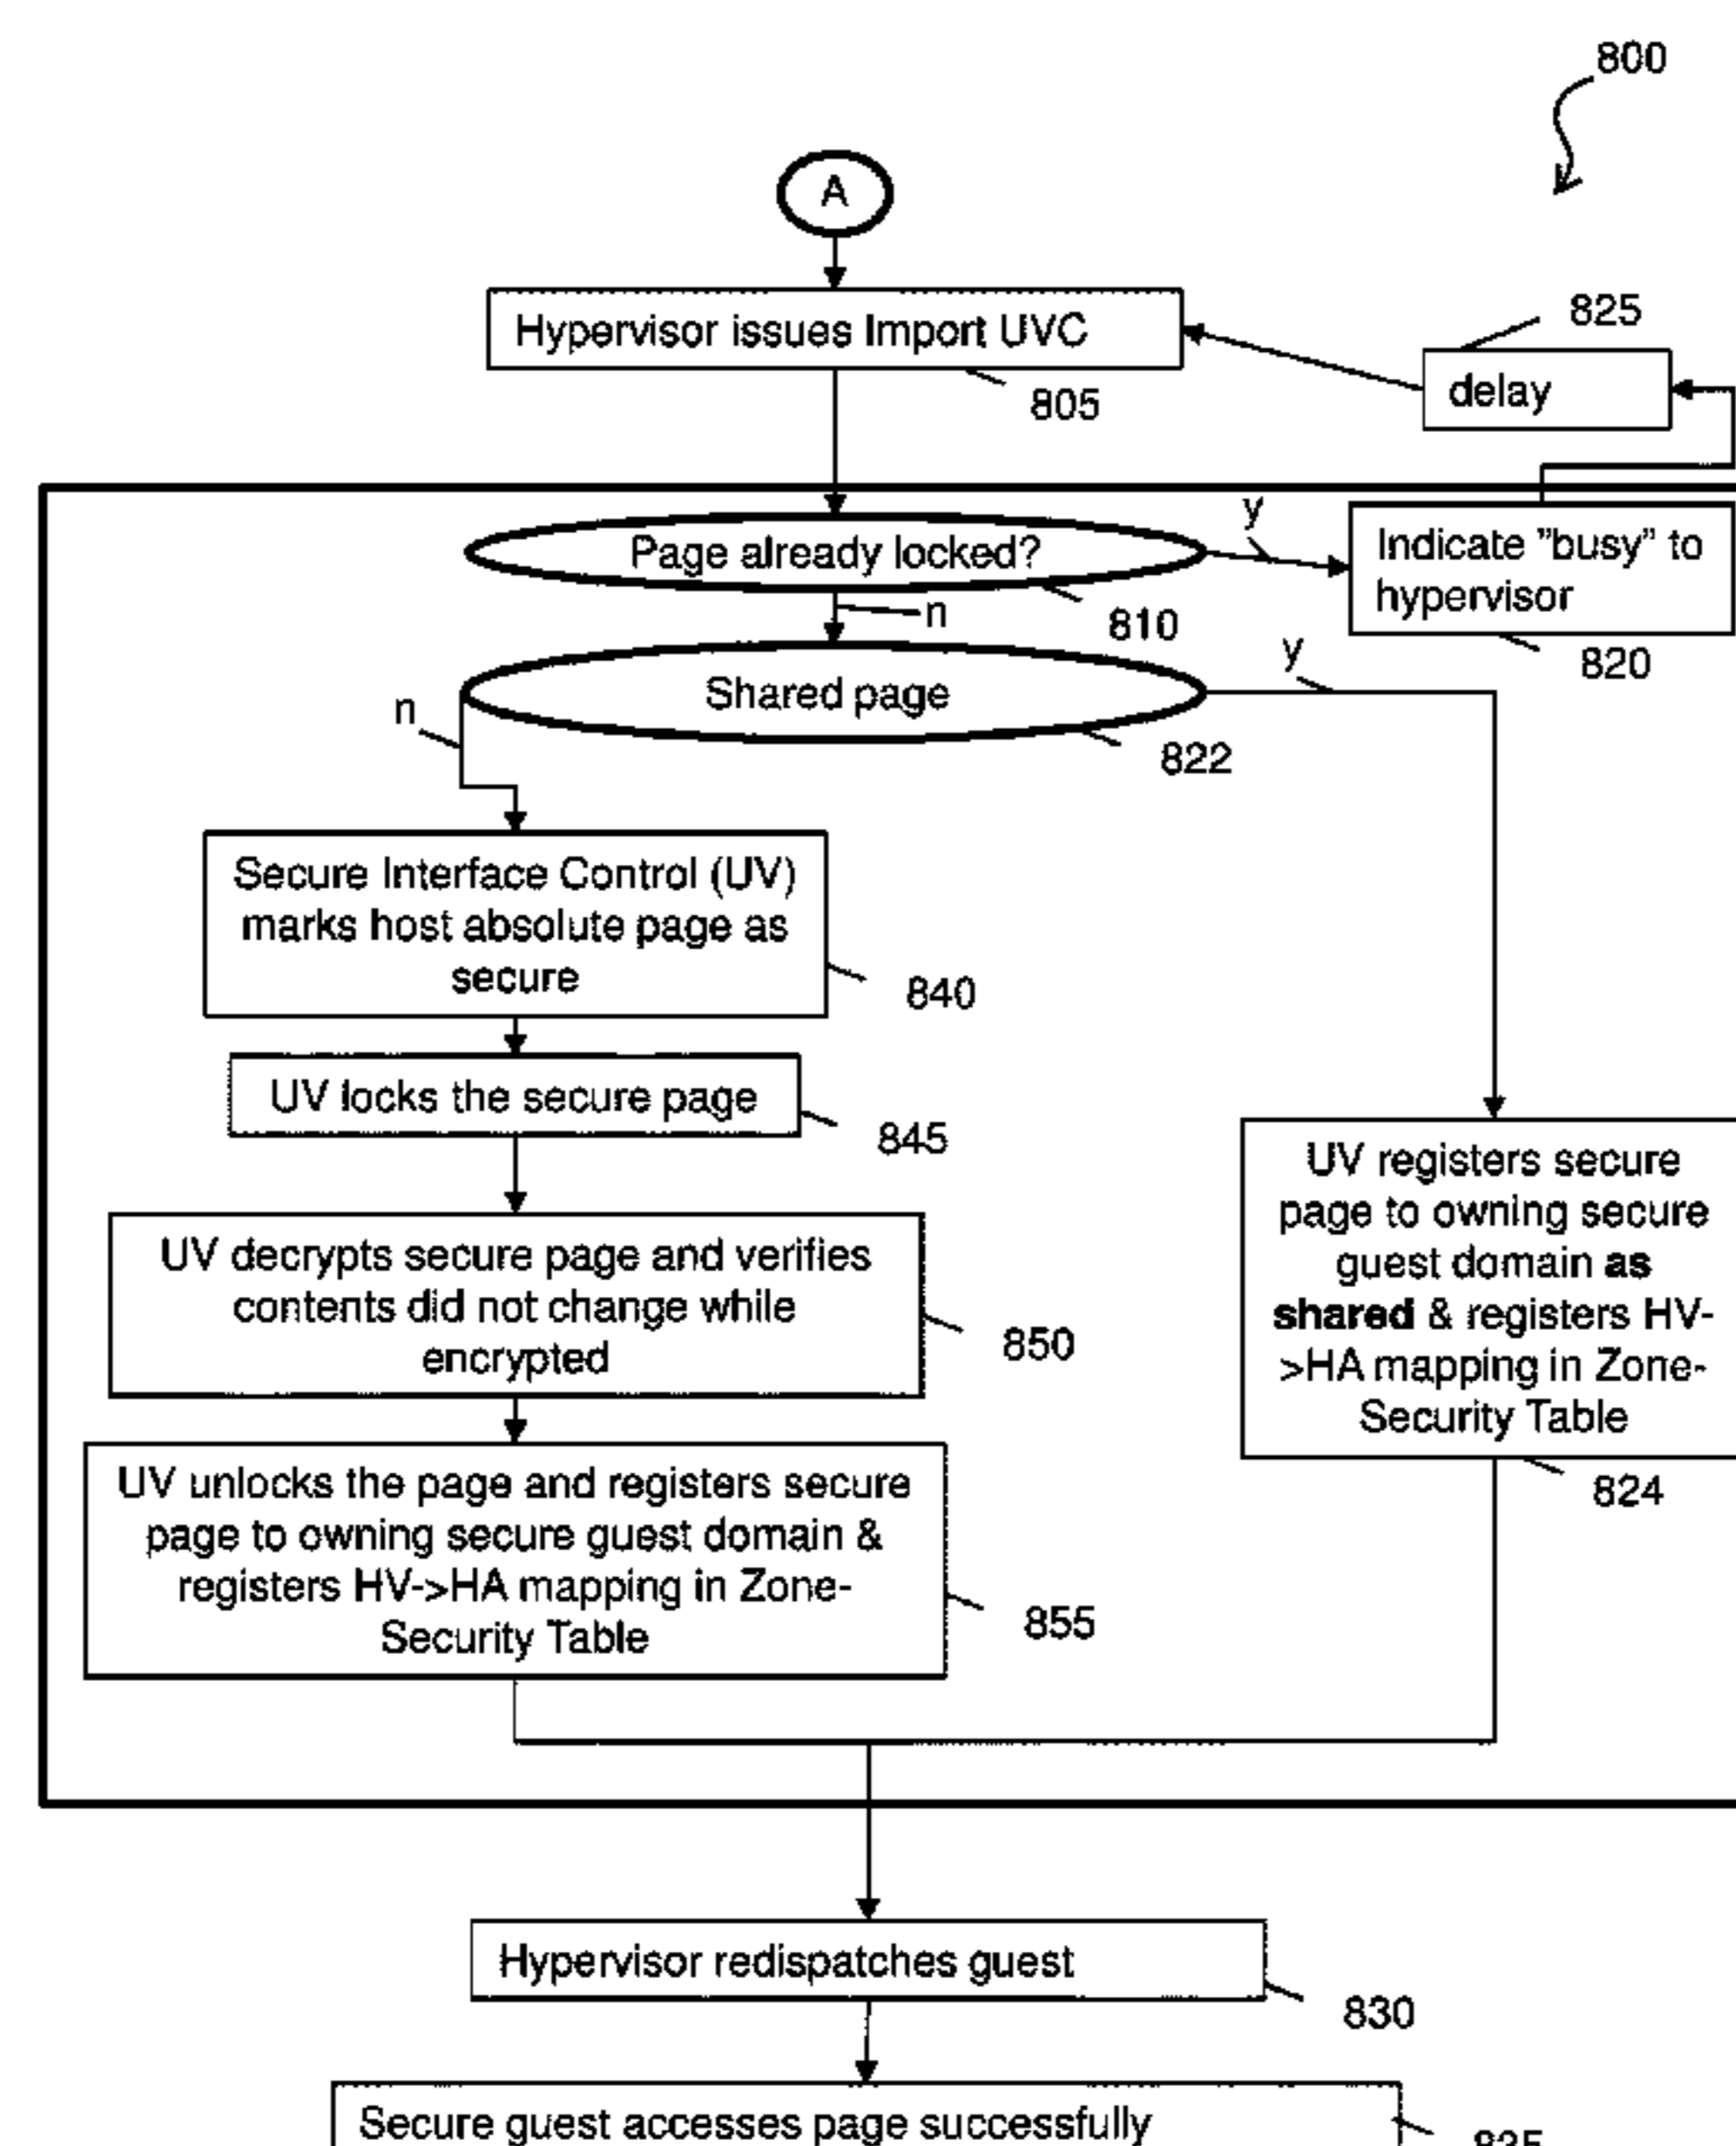 800
A
Hypervisor issues Import UVC
805
825
delay
Page already locked?
810
y
Indicate "busy" to
hypervisor
820
n
Shared page
822
y
n
Secure Interface Control (UV)
marks host absolute page as
secure
840
UV locks the secure page
845
UV decrypts secure page and verifies
contents did not change while
encrypted
850
UV unlocks the page and registers secure
page to owning secure guest domain &
registers HV->HA mapping in Zone-
Security Table
855
UV registers secure
page to owning secure
guest domain as
shared & registers HV-
>HA mapping in Zone-
Security Table
824
Hypervisor redispatches guest
830
Secure guest accesses page successfully
835